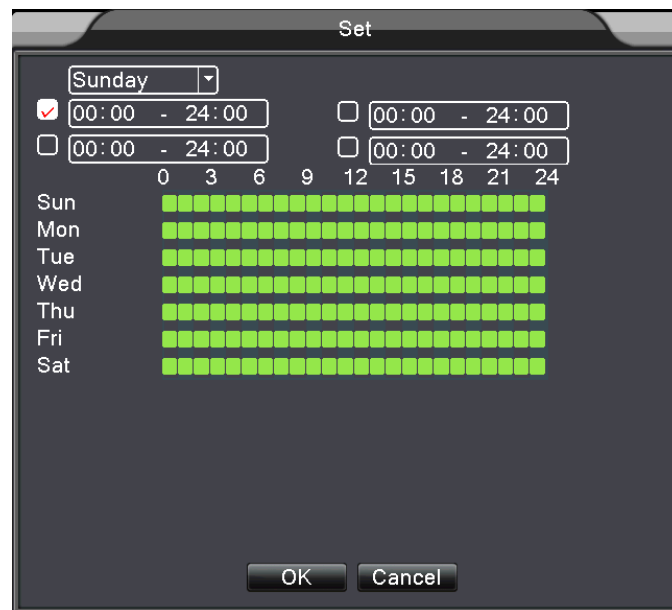 Set
Sunday
00:00 - 24:00 00:00 - 24:00
00:00 - 24:00 00:00 - 24:00
0 3 6 9 12 15 18 21 24
Sun
Mon
Tue
Wed
Thu
Fri
Sat
OK Cancel